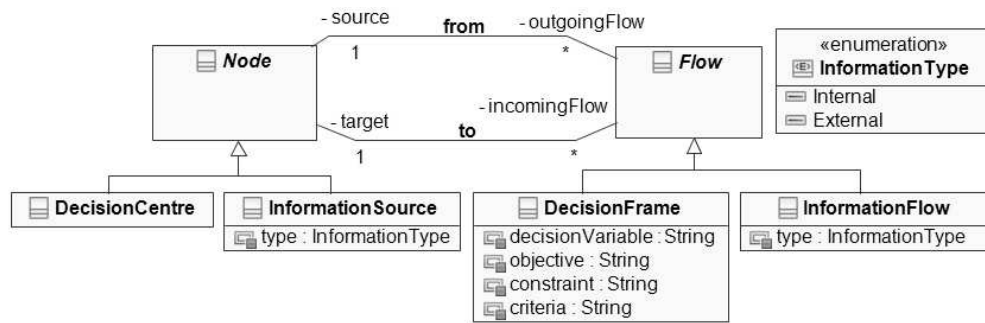 - source
from
- outgoingFlow
1
*
Node
Flow
«enumeration»
InformationType
Internal
External
- target
to
- incomingFlow
1
*
DecisionCentre
InformationSource
type : InformationType
DecisionFrame
decisionVariable : String
objective : String
constraint : String
criteria : String
InformationFlow
type : InformationType